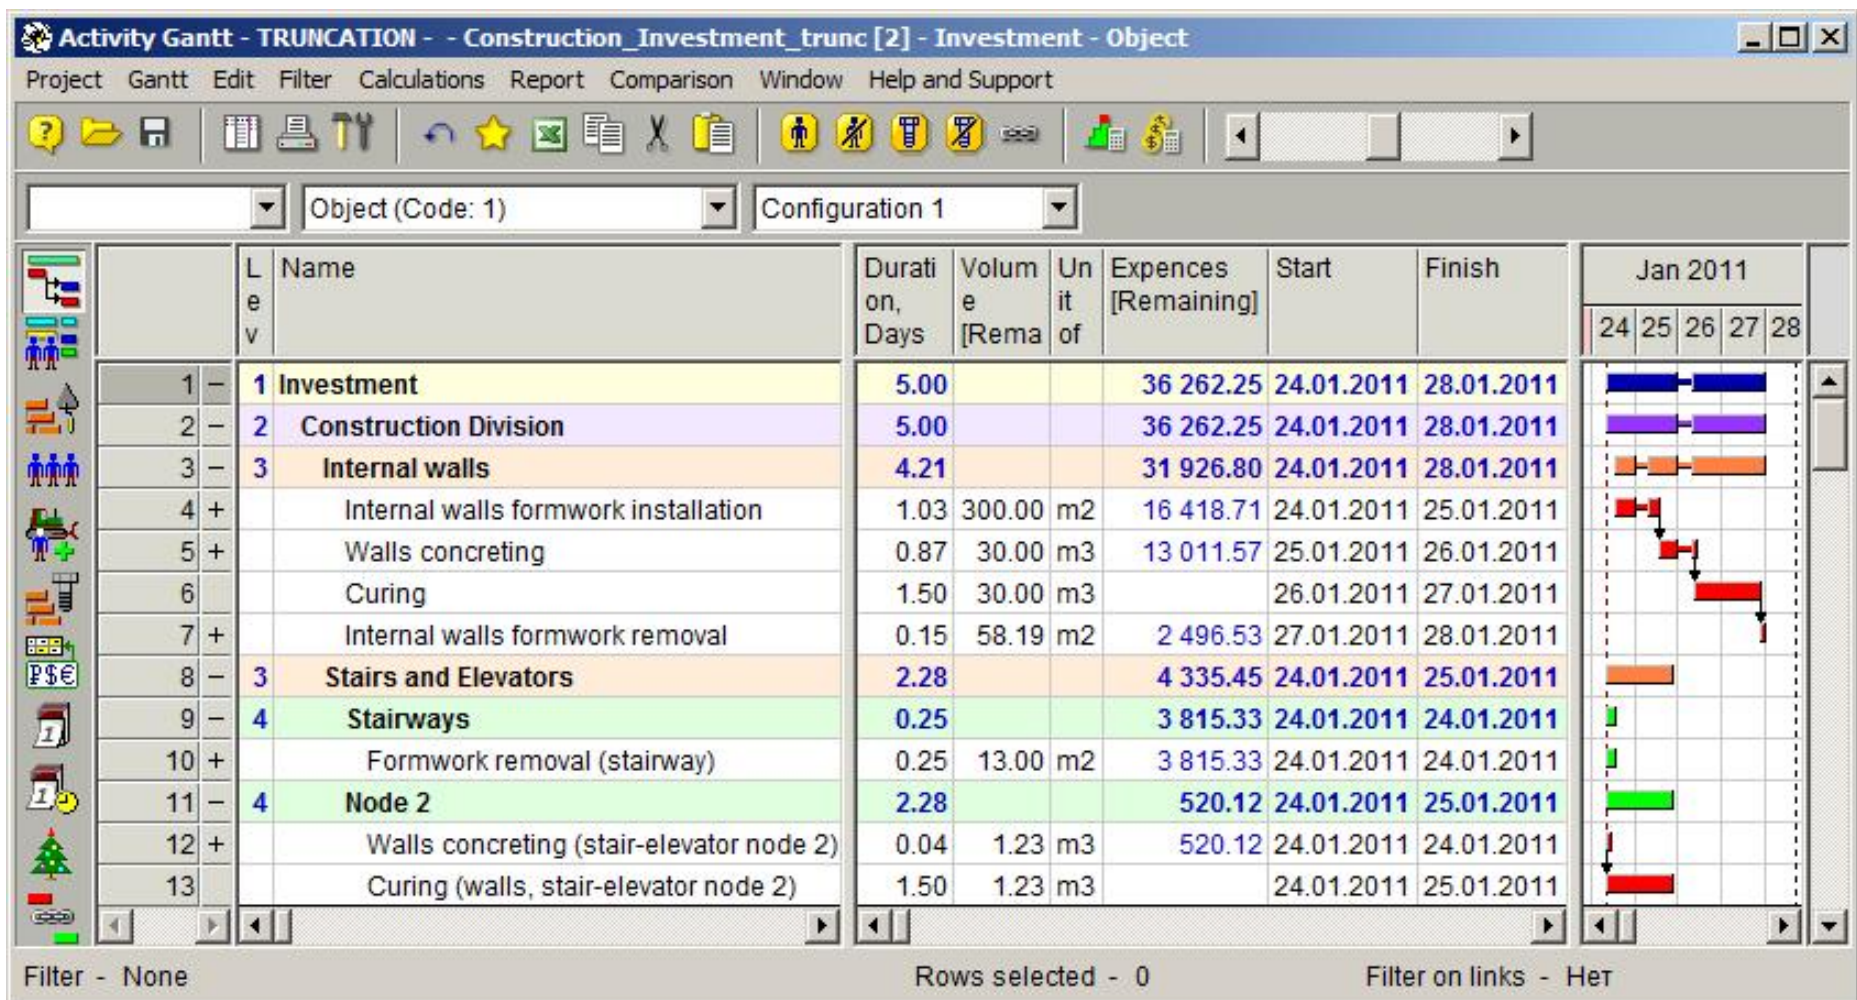 Activity Gantt - TRUNCATION - - Construction_Investment_trunc [2] - Investment - Object
Project Gantt Edit Filter Calculations Report Comparison Window Help and Support
Object (Code: 1) Configuration 1
Lev Name Durati Volum Un Expences Start Finish Jan 2011
on, e it [Remaining]
Days [Rema of 24 25 26 27 28
1 − 1 Investment 5.00 36 262.25 24.01.2011 28.01.2011
2 − 2 Construction Division 5.00 36 262.25 24.01.2011 28.01.2011
3 − 3 Internal walls 4.21 31 926.80 24.01.2011 28.01.2011
4 + Internal walls formwork installation 1.03 300.00 m2 16 418.71 24.01.2011 25.01.2011
5 + Walls concreting 0.87 30.00 m3 13 011.57 25.01.2011 26.01.2011
6 Curing 1.50 30.00 m3 26.01.2011 27.01.2011
7 + Internal walls formwork removal 0.15 58.19 m2 2 496.53 27.01.2011 28.01.2011
8 − 3 Stairs and Elevators 2.28 4 335.45 24.01.2011 25.01.2011
9 − 4 Stairways 0.25 3 815.33 24.01.2011 24.01.2011
10 + Formwork removal (stairway) 0.25 13.00 m2 3 815.33 24.01.2011 24.01.2011
11 − 4 Node 2 2.28 520.12 24.01.2011 25.01.2011
12 + Walls concreting (stair-elevator node 2) 0.04 1.23 m3 520.12 24.01.2011 24.01.2011
13 Curing (walls, stair-elevator node 2) 1.50 1.23 m3 24.01.2011 25.01.2011
Filter - None Rows selected - 0 Filter on links - Нет